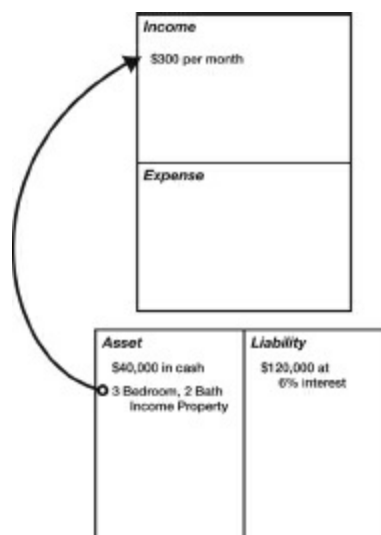 Income
$300 per month
Expense
Asset
$40,000 in cash
3 Bedroom, 2 Bath
Income Property
Liability
$120,000 at
6% interest